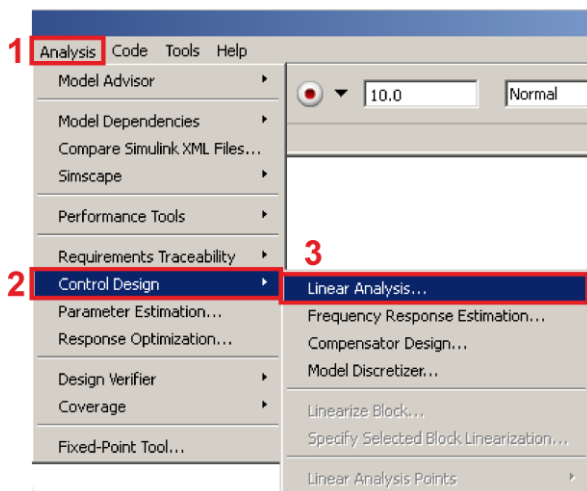 1
Analysis Code Tools Help
Model Advisor
10.0 Normal
Model Dependencies
Compare Simulink XML Files...
Simscape
Performance Tools
Requirements Traceability
3
2
Control Design
Linear Analysis...
Parameter Estimation...
Frequency Response Estimation...
Response Optimization...
Compensator Design...
Model Discretizer...
Design Verifier
Coverage
Linearize Block...
Specify Selected Block Linearization...
Fixed-Point Tool...
Linear Analysis Points